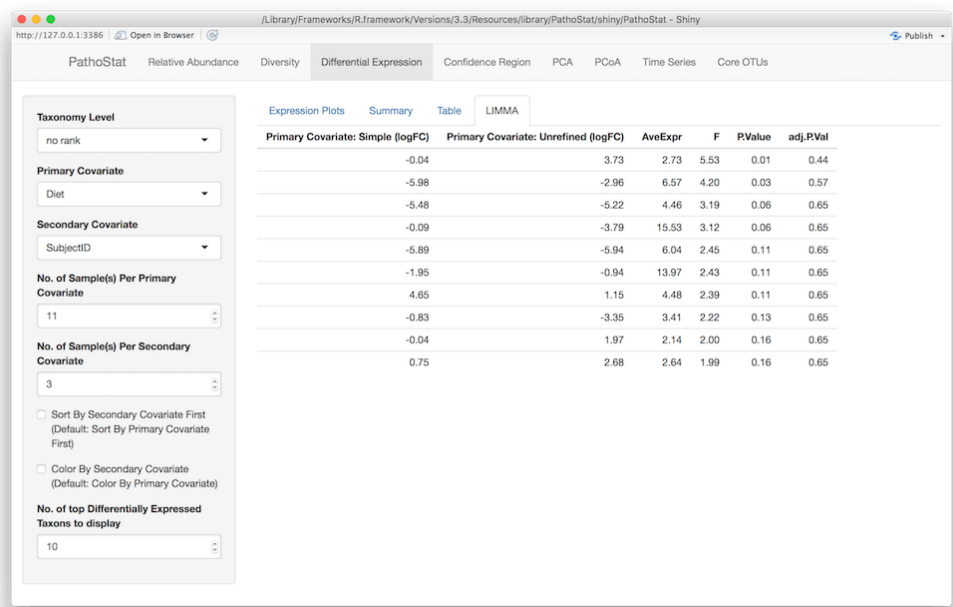 /Library/Frameworks/R.framework/Versions/3.3/Resources/library/PathoStat/shiny/PathoStat - Shiny
http://127.0.0.1:3386 Open in Browser Publish
PathoStat Relative Abundance Diversity Differential Expression Confidence Region PCA PCoA Time Series Core OTUs
Taxonomy Level
no rank
Primary Covariate
Diet
Secondary Covariate
SubjectID
No. of Sample(s) Per Primary
Covariate
11
No. of Sample(s) Per Secondary
Covariate
3
Sort By Secondary Covariate First
(Default: Sort By Primary Covariate
First)
Color By Secondary Covariate
(Default: Color By Primary Covariate)
No. of top Differentially Expressed
Taxons to display
10
Expression Plots Summary Table LIMMA
Primary Covariate: Simple (logFC) Primary Covariate: Unrefined (logFC) AveExpr F P.Value adj.P.Val
-0.04 3.73 2.73 5.53 0.01 0.44
-5.98 -2.96 6.57 4.20 0.03 0.57
-5.48 -5.22 4.46 3.19 0.06 0.65
-0.09 -3.79 15.53 3.12 0.06 0.65
-5.89 -5.94 6.04 2.45 0.11 0.65
-1.95 -0.94 13.97 2.43 0.11 0.65
4.65 1.15 4.48 2.39 0.11 0.65
-0.83 -3.35 3.41 2.22 0.13 0.65
-0.04 1.97 2.14 2.00 0.16 0.65
0.75 2.68 2.64 1.99 0.16 0.65